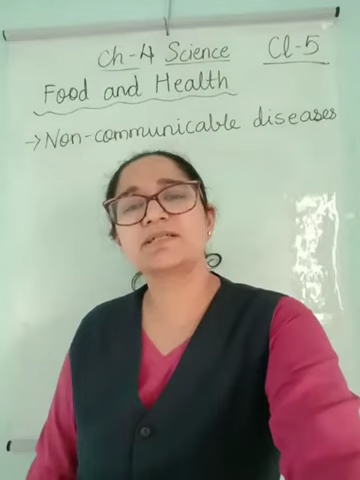 Ch-4 Science Cl-5
Food and Health
→ Non-communicable diseases